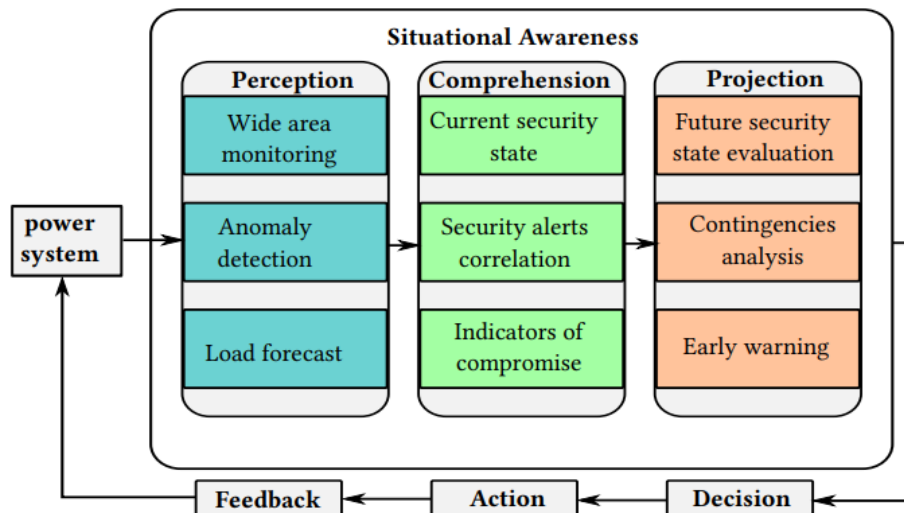 Situational Awareness
Perception
Wide area
monitoring
Anomaly
detection
Load forecast
Comprehension
Current security
state
Security alerts
correlation
Indicators of
compromise
Projection
Future security
state evaluation
Contingencies
analysis
Early warning
power
system
Feedback
Action
Decision